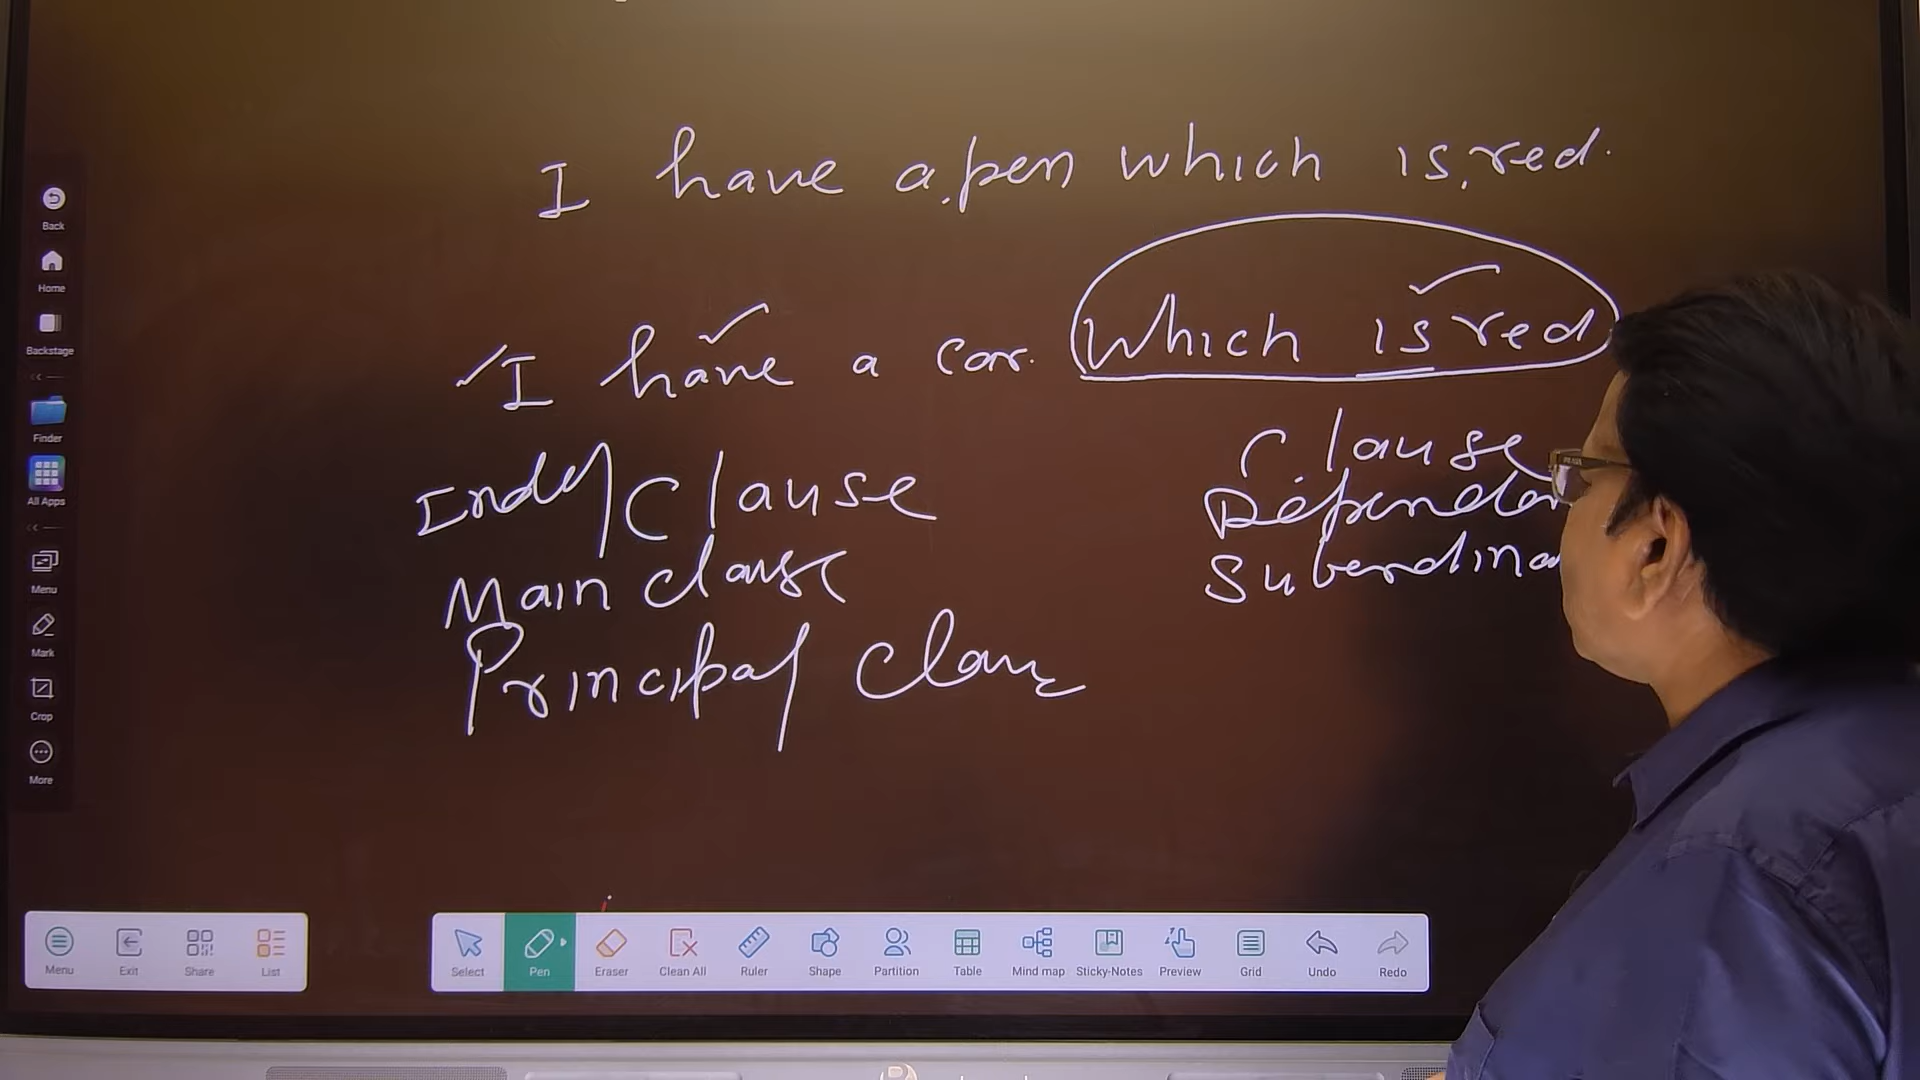 I have a pen which is red.
I have a car. Which is red
Clause
Clause
Dependen
Main clause
Subordina
Principal Clau
Back
Home
Backstage
Finder
All Apps
Menu
Mark
Crop
More
Menu Exit Share List
Select Pen Eraser Clean All Ruler Shape Partition Table Mind map Sticky-Notes Preview Grid Undo Redo